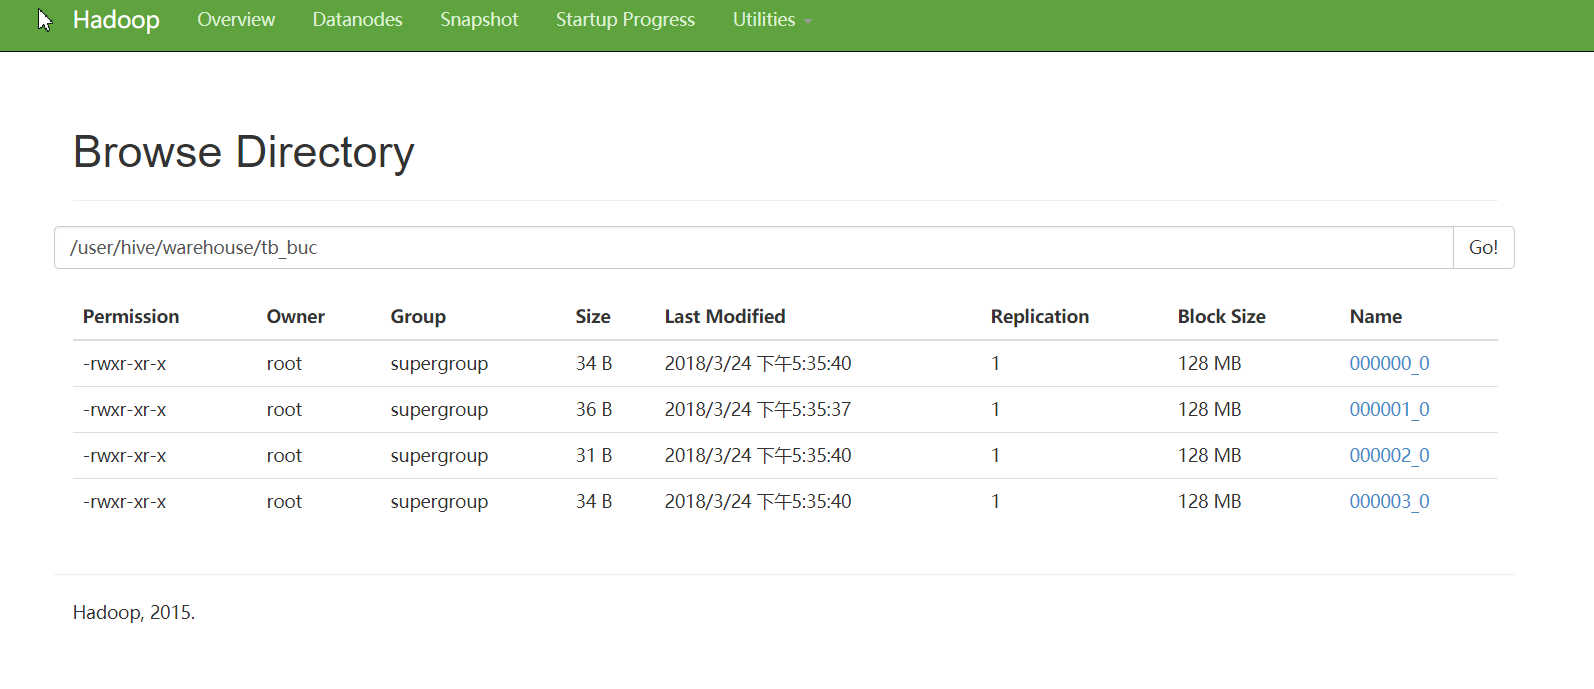 Hadoop Overview Datanodes Snapshot Startup Progress Utilities
Browse Directory
/user/hive/warehouse/tb_buc Go!
Permission Owner Group Size Last Modified Replication Block Size Name
-rwxr-xr-x root supergroup 34 B 2018/3/24 下午5:35:40 1 128 MB 000000_0
-rwxr-xr-x root supergroup 36 B 2018/3/24 下午5:35:37 1 128 MB 000001_0
-rwxr-xr-x root supergroup 31 B 2018/3/24 下午5:35:40 1 128 MB 000002_0
-rwxr-xr-x root supergroup 34 B 2018/3/24 下午5:35:40 1 128 MB 000003_0
Hadoop, 2015.